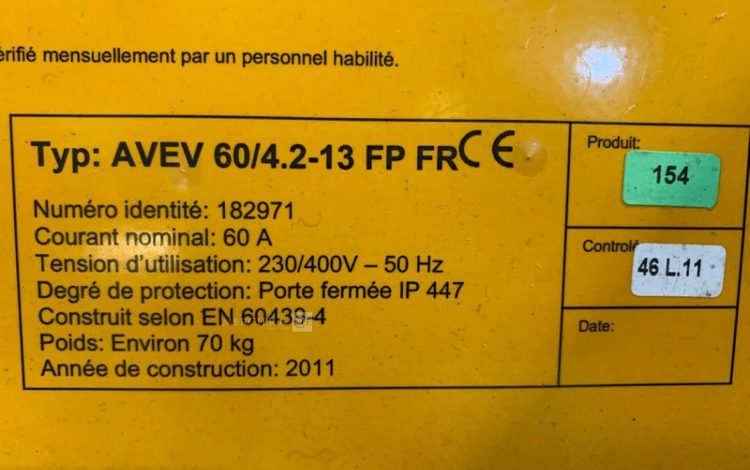 érifié mensuellement par un personnel habilité.
Typ: AVEV 60/4.2-13 FP FR CE
Numéro identité: 182971
Courant nominal: 60 A
Tension d'utilisation: 230/400V – 50 Hz
Degré de protection: Porte fermée IP 447
Construit selon EN 60439-4
Poids: Environ 70 kg
Année de construction: 2011
Produit:
154
Controlé
46 L.11
Date: